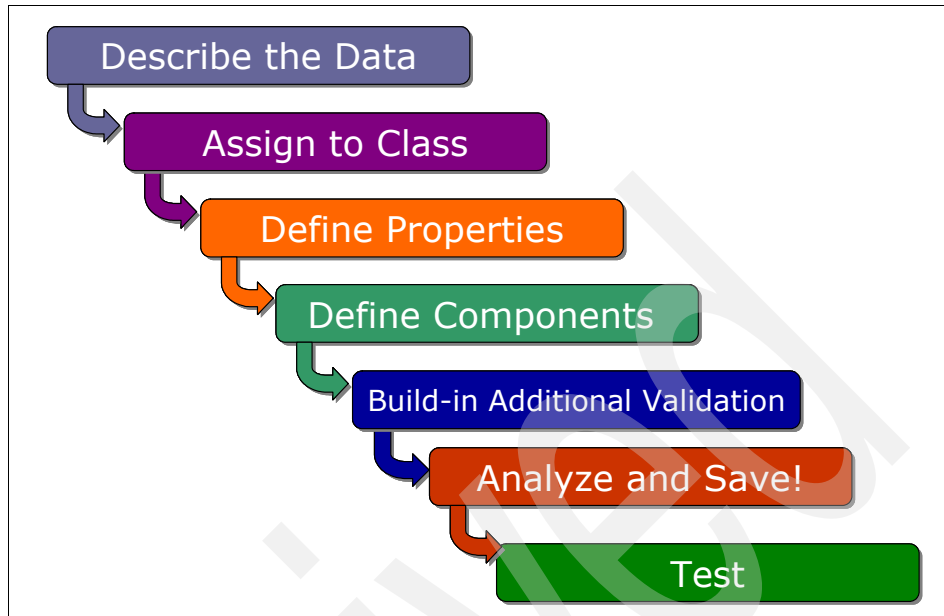 Describe the Data
Assign to Class
Define Properties
Define Components
Build-in Additional Validation
Analyze and Save!
Test